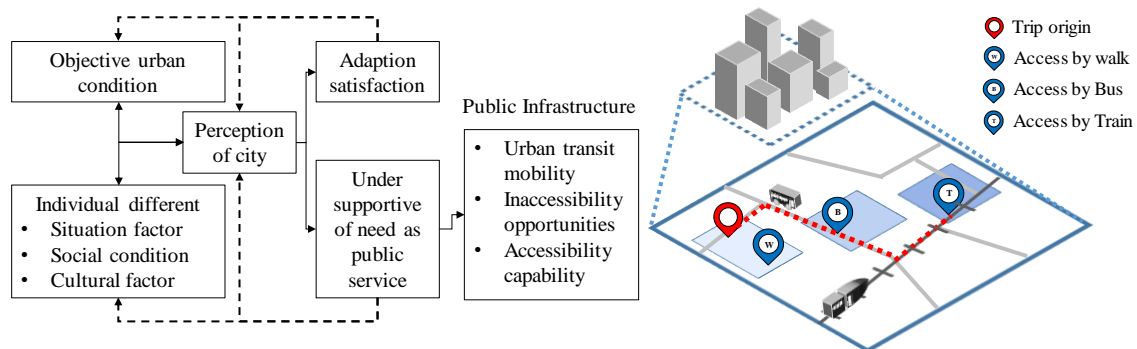 Objective urban
condition
Adaption
satisfaction
Perception
of city
Individual different
• Situation factor
• Social condition
• Cultural factor
Under
supportive
of need as
public
service
Public Infrastructure
• Urban transit
mobility
• Inaccessibility
opportunities
• Accessibility
capability
Trip origin
W
Access by walk
B
Access by Bus
T
Access by Train
W
B
T